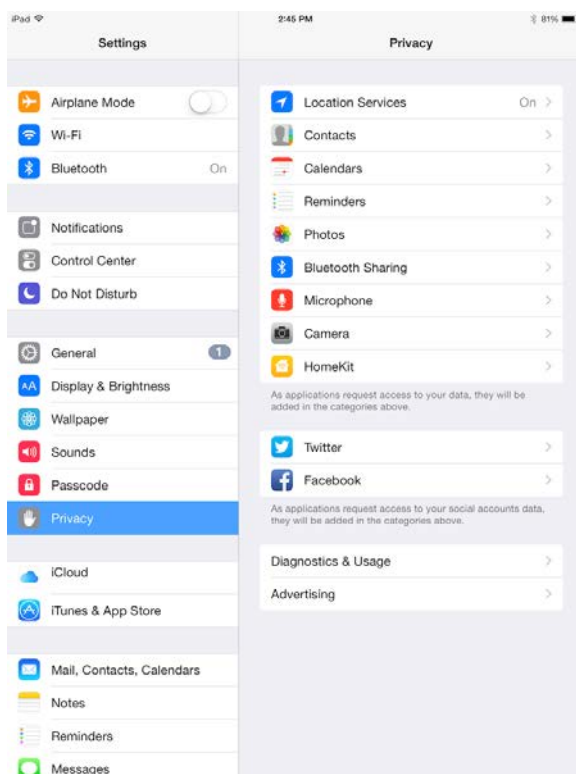 iPad
2:45 PM
81%
Settings
Airplane Mode
Wi-Fi
Bluetooth On
Notifications
Control Center
Do Not Disturb
General 1
Display & Brightness
AA
Wallpaper
Sounds
Passcode
Privacy
iCloud
iTunes & App Store
Mail, Contacts, Calendars
Notes
Reminders
Messages
Privacy
Location Services On
Contacts
Calendars
Reminders
Photos
Bluetooth Sharing
Microphone
Camera
HomeKit
As applications request access to your data, they will be
added in the categories above.
Twitter
Facebook
As applications request access to your social accounts data,
they will be added in the categories above.
Diagnostics & Usage
Advertising